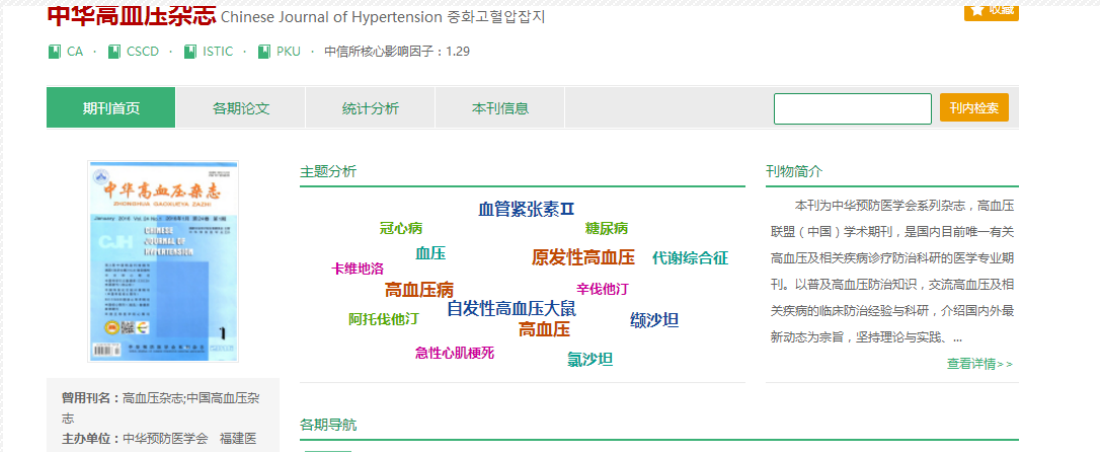 中华高血压杂志 Chinese Journal of Hypertension 중화고혈압잡지
收藏
CA · CSCD · ISTIC · PKU · 中信所核心影响因子：1.29
期刊首页 各期论文 统计分析 本刊信息 刊内检索
中华高血压杂志
ZHONGHUA GAOXUEYA ZAZHI
CHINESE
JOURNAL OF
HYPERTENSION
CJH
1
曾用刊名：高血压杂志;中国高血压杂
志
主办单位：中华预防医学会 福建医
主题分析
血管紧张素Ⅱ
冠心病 糖尿病
血压 原发性高血压 代谢综合征
卡维地洛
高血压病 辛伐他汀
自发性高血压大鼠
阿托伐他汀 高血压 缬沙坦
急性心肌梗死 氯沙坦
刊物简介
本刊为中华预防医学会系列杂志，高血压
联盟（中国）学术期刊，是国内目前唯一有关
高血压及相关疾病诊疗防治科研的医学专业期
刊。以普及高血压防治知识，交流高血压及相
关疾病的临床防治经验与科研，介绍国内外最
新动态为宗旨，坚持理论与实践、...
查看详情>>
各期导航